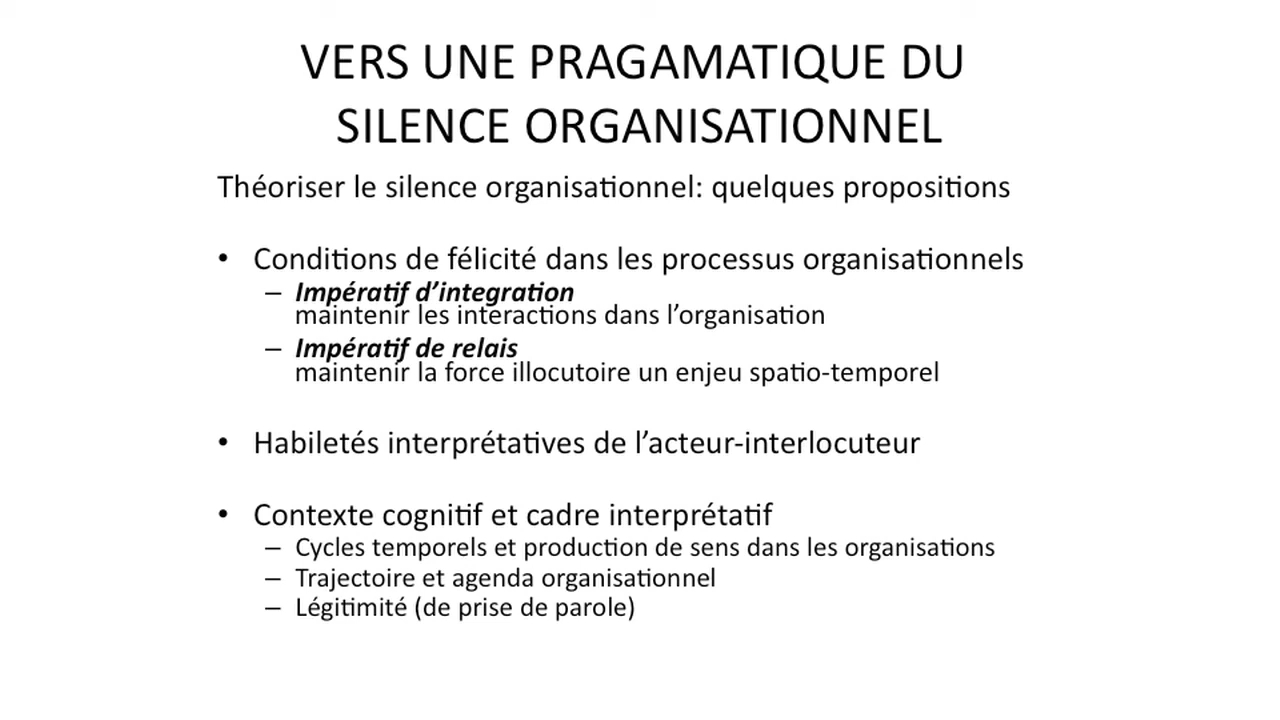 VERS UNE PRAGAMATIQUE DU
SILENCE ORGANISATIONNEL
Théoriser le silence organisationnel: quelques propositions
• Conditions de félicité dans les processus organisationnels
– Impératif d’integration
maintenir les interactions dans l’organisation
– Impératif de relais
maintenir la force illocutoire un enjeu spatio-temporel
• Habiletés interprétatives de l’acteur-interlocuteur
• Contexte cognitif et cadre interprétatif
– Cycles temporels et production de sens dans les organisations
– Trajectoire et agenda organisationnel
– Légitimité (de prise de parole)